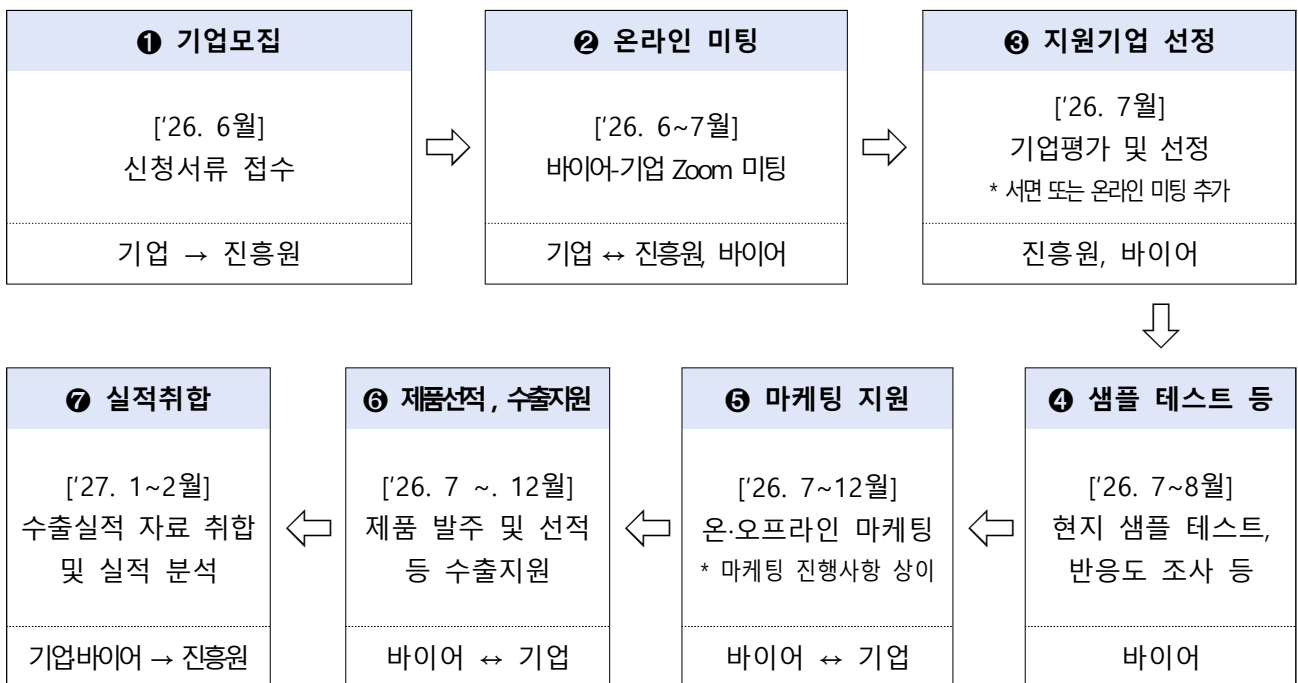 ❶ 기업모집
['26. 6월]
신청서류 접수
기업 → 진흥원
❷ 온라인 미팅
['26. 6~7월]
바이어-기업 Zoom 미팅
기업 ↔ 진흥원, 바이어
❸ 지원기업 선정
['26. 7월]
기업평가 및 선정
* 서면 또는 온라인 미팅 추가
진흥원, 바이어
❹ 샘플 테스트 등
['26. 7~8월]
현지 샘플 테스트,
반응도 조사 등
바이어
❺ 마케팅 지원
['26. 7~12월]
온·오프라인 마케팅
* 마케팅 진행사항 상이
바이어 ↔ 기업
❻ 제품선적, 수출지원
['26. 7 ~. 12월]
제품 발주 및 선적
등 수출지원
바이어 ↔ 기업
❼ 실적취합
['27. 1~2월]
수출실적 자료 취합
및 실적 분석
기업·바이어 → 진흥원